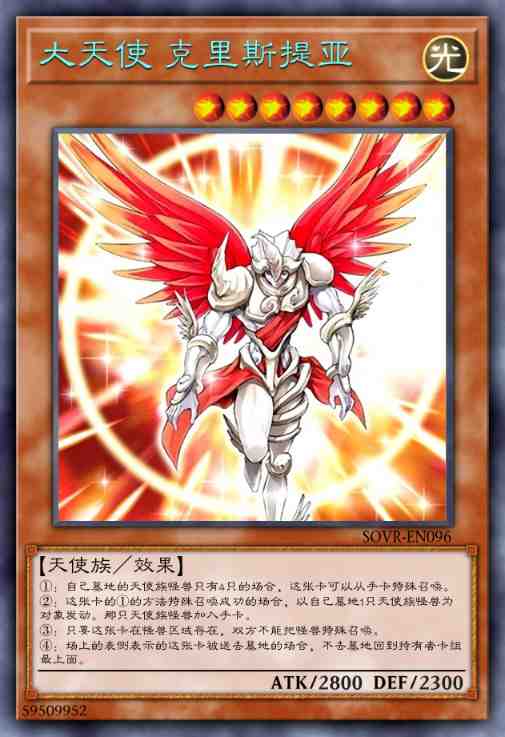 大天使 克里斯提亚
光
SOVR-EN096
【天使族／效果】
①：自己墓地的天使族怪兽只有4只的场合，这张卡可以从手卡特殊召唤。
②：这张卡的①的方法特殊召唤成功的场合，以自己墓地1只天使族怪兽为
对象发动。那只天使族怪兽加入手卡。
③：只要这张卡在怪兽区域存在，双方不能把怪兽特殊召唤。
④：场上的表侧表示的这张卡被送去墓地的场合，不去墓地回到持有者卡组
最上面。
ATK/2800 DEF/2300
59509952